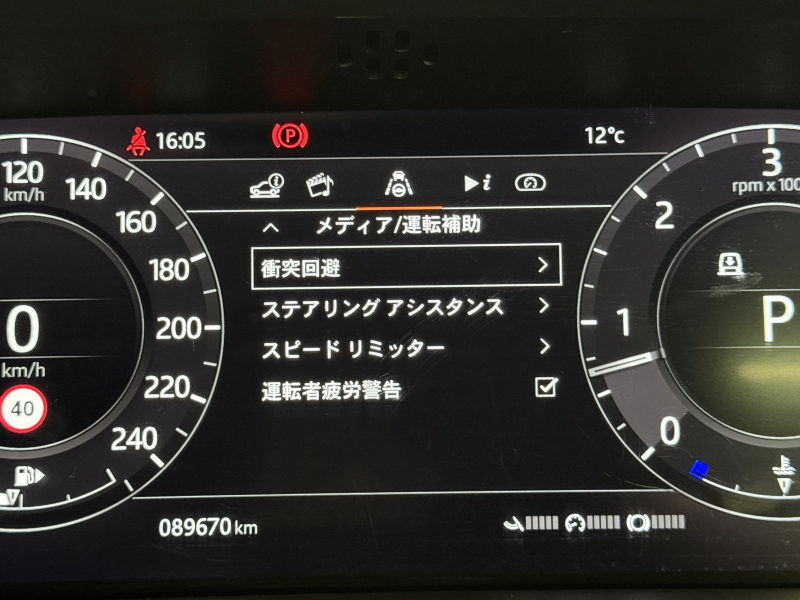 16:05
12℃
120
km/h
140
160
180
200
220
240
0
km/h
40
メディア/運転補助
衝突回避
ステアリング アシスタンス
スピード リミッター
運転者疲労警告
3
rpm x 100
2
1
0
P
089670 km